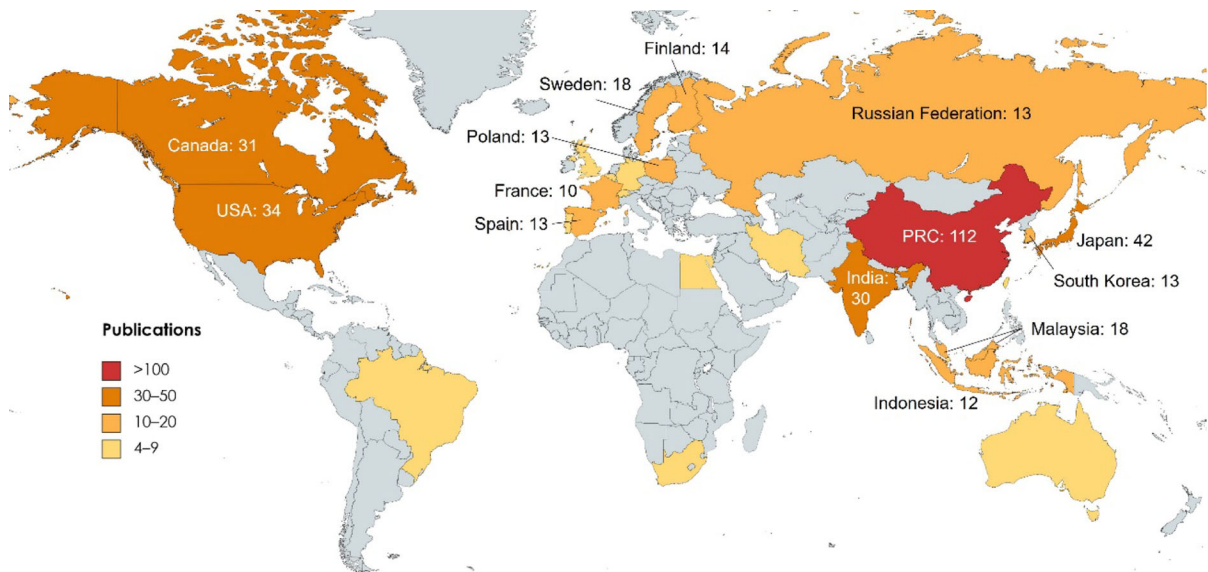 Finland: 14
Sweden: 18
Russian Federation: 13
Poland: 13
Canada: 31
France: 10
USA: 34
Spain: 13
PRC: 112
Japan: 42
India:
30
South Korea: 13
Malaysia: 18
Indonesia: 12
Publications
>100
30–50
10–20
4–9